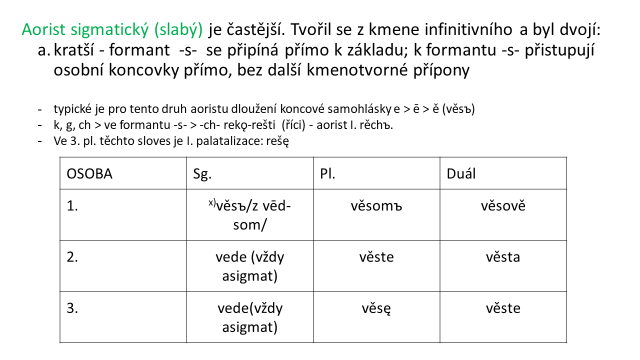 Aorist sigmatický (slabý) je častější. Tvořil se z kmene infinitivního a byl dvojí:
a. kratší - formant -s- se připíná přímo k základu; k formantu -s- přistupují
osobní koncovky přímo, bez další kmenotvorné přípony
- typické je pro tento druh aoristu dloužení koncové samohlásky e > ē > ě (věsъ)
- k, g, ch > ve formantu -s- > -ch- rekǫ-rešti (říci) - aorist I. rěchъ.
- Ve 3. pl. těchto sloves je I. palatalizace: rešę
OSOBA Sg. Pl. Duál
1. x)věsъ/z vēd-som/ věsomъ věsově
2. vede (vždy asigmat) věste věsta
3. vede(vždy asigmat) věsę věste